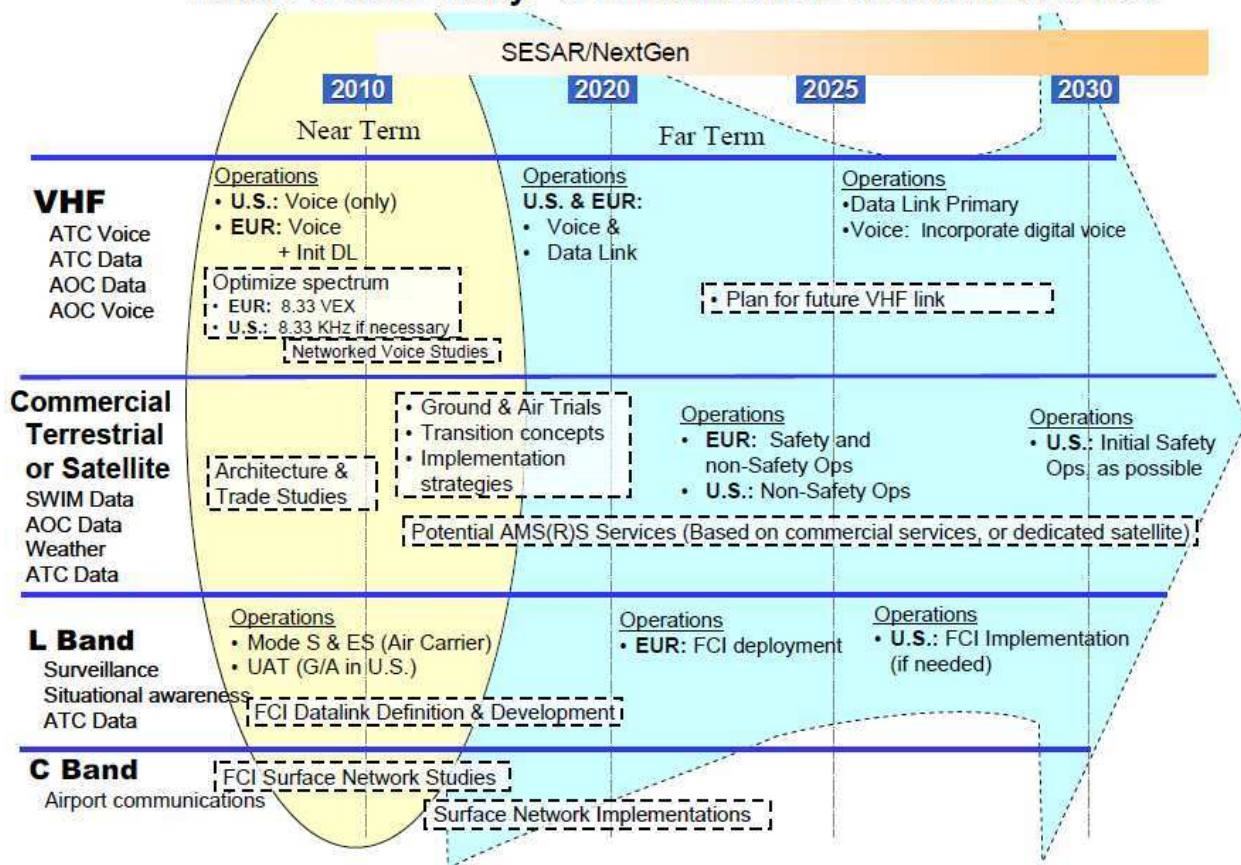 SESAR/NextGen
2010
2020
2025
2030
Near Term
Far Term
VHF
ATC Voice
ATC Data
AOC Data
AOC Voice
Operations
• U.S.: Voice (only)
• EUR: Voice
+ Init DL
Optimize spectrum
• EUR: 8.33 VEX
• U.S.: 8.33 KHz if necessary
Networked Voice Studies
Operations
U.S. & EUR:
• Voice &
• Data Link
Operations
•Data Link Primary
•Voice: Incorporate digital voice
• Plan for future VHF link
Commercial
Terrestrial
or Satellite
SWIM Data
AOC Data
Weather
ATC Data
Architecture &
Trade Studies
• Ground & Air Trials
• Transition concepts
• Implementation
strategies
Operations
• EUR: Safety and
non-Safety Ops
• U.S.: Non-Safety Ops
Operations
• U.S.: Initial Safety
Ops, as possible
Potential AMS(R)S Services (Based on commercial services, or dedicated satellite)
L Band
Surveillance
Situational awareness
ATC Data
Operations
• Mode S & ES (Air Carrier)
• UAT (G/A in U.S.)
FCI Datalink Definition & Development
Operations
• EUR: FCI deployment
Operations
• U.S.: FCI Implementation
(if needed)
C Band
Airport communications
FCI Surface Network Studies
Surface Network Implementations